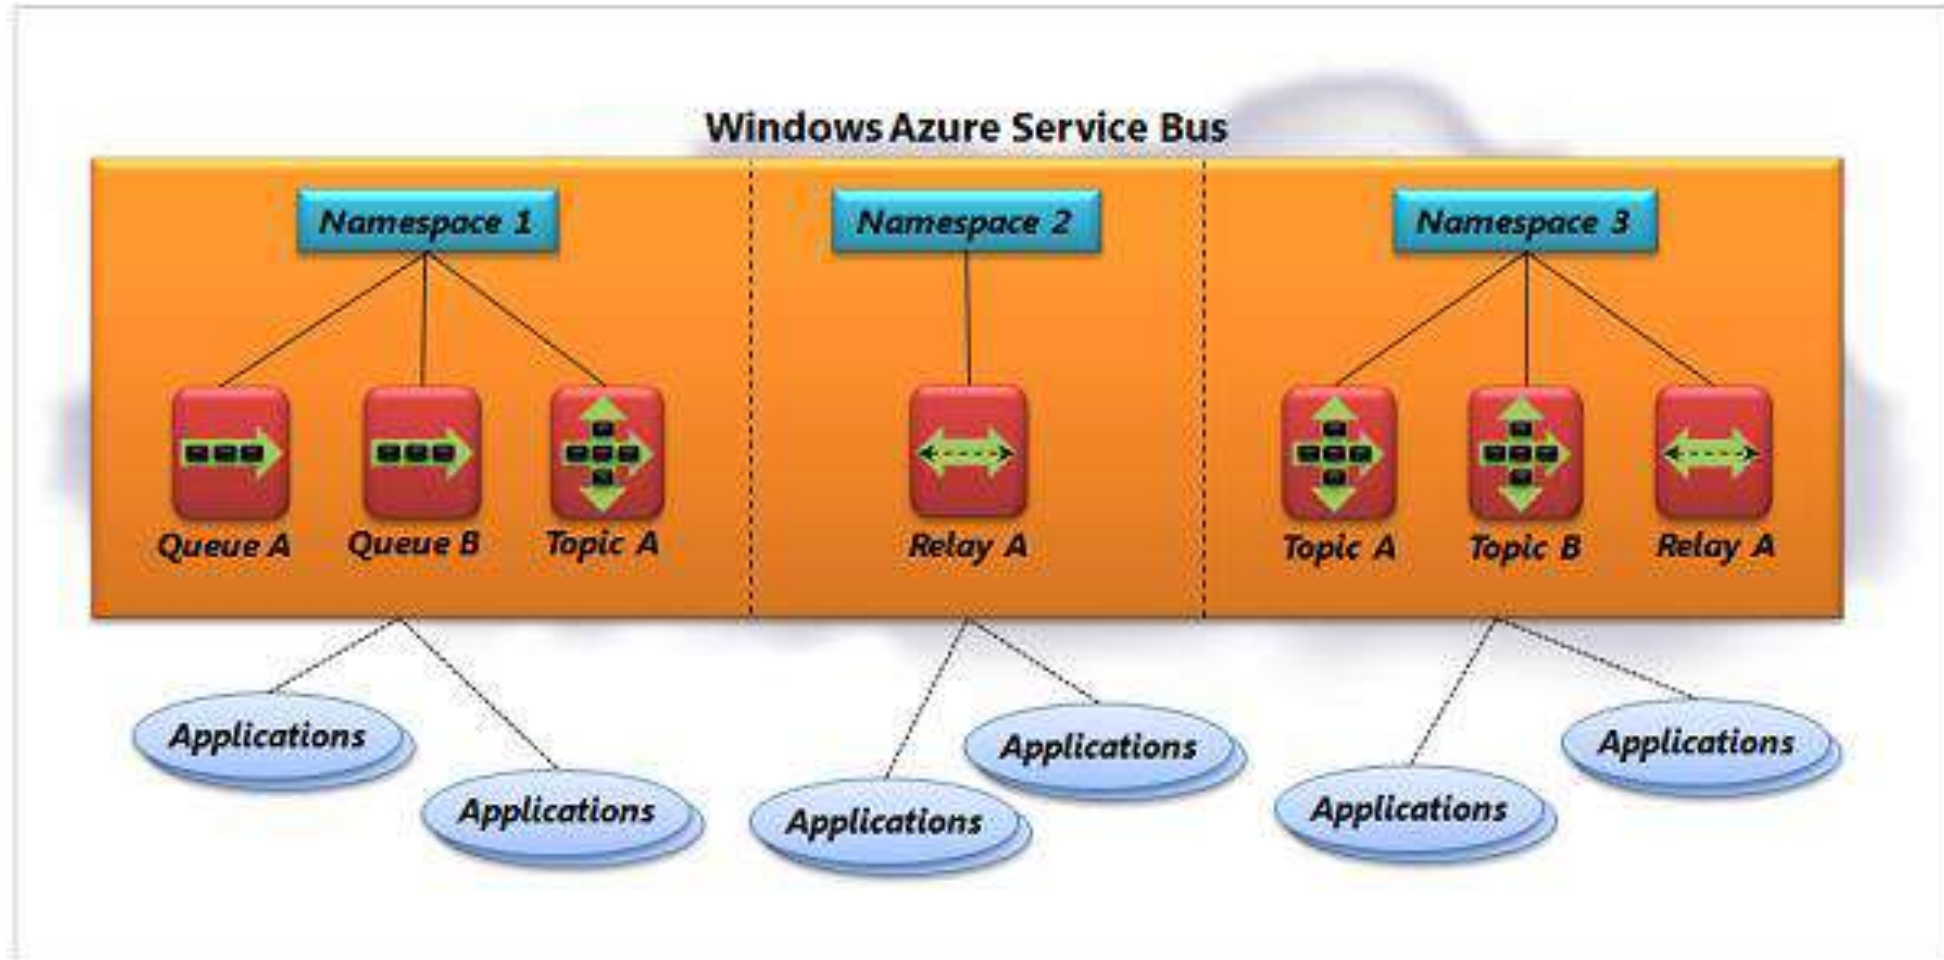 Windows Azure Service Bus
Namespace 1
Namespace 2
Namespace 3
Queue A
Queue B
Topic A
Relay A
Topic A
Topic B
Relay A
Applications
Applications
Applications
Applications
Applications
Applications